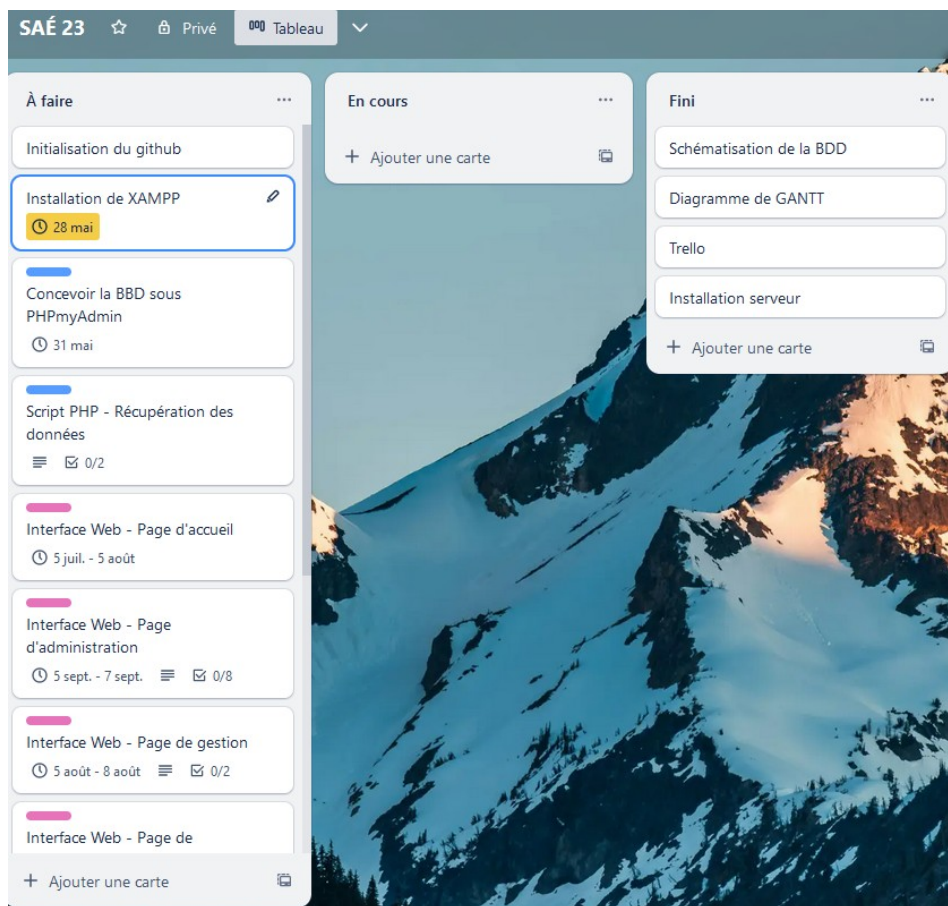 SAÉ 23 Privé Tableau
À faire
Initialisation du github
Installation de XAMPP
28 mai
Concevoir la BBD sous
PHPmyAdmin
31 mai
Script PHP - Récupération des
données
0/2
Interface Web - Page d'accueil
5 juil. - 5 août
Interface Web - Page
d'administration
5 sept. - 7 sept. 0/8
Interface Web - Page de gestion
5 août - 8 août 0/2
Interface Web - Page de
+ Ajouter une carte
En cours
+ Ajouter une carte
Fini
Schématisation de la BDD
Diagramme de GANTT
Trello
Installation serveur
+ Ajouter une carte